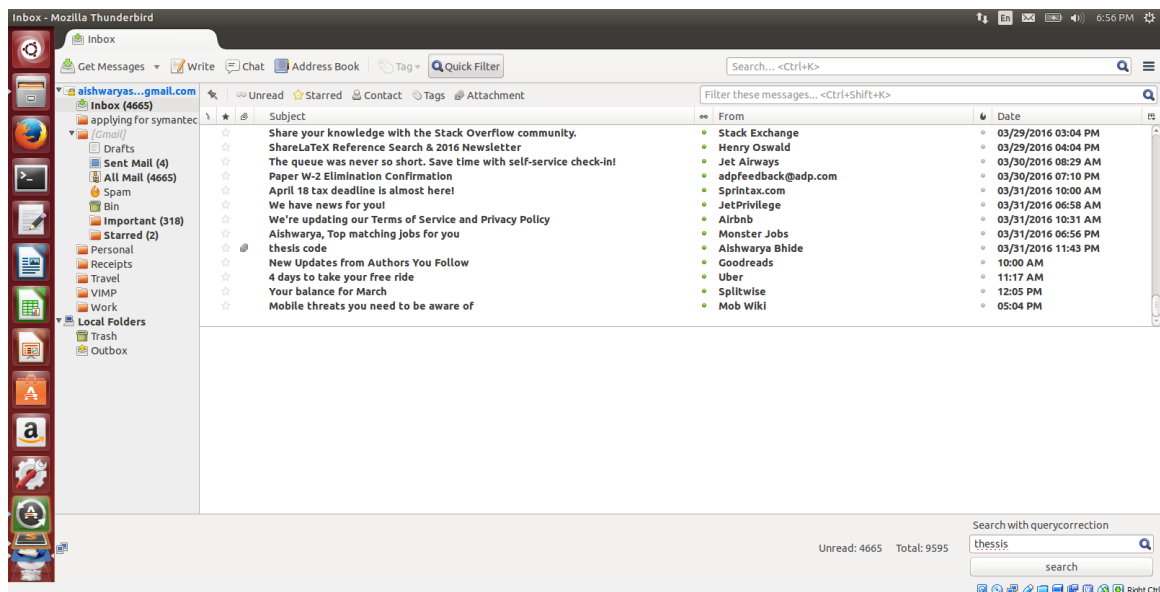 Inbox - Mozilla Thunderbird
En
6:56 PM
Inbox
Get Messages Write Chat Address Book Tag Quick Filter Search... <Ctrl+K>
aishwaryas...gmail.com
Inbox (4665)
applying for symantec
[Gmail]
Drafts
Sent Mail (4)
All Mail (4665)
Spam
Bin
Important (318)
Starred (2)
Personal
Receipts
Travel
VIMP
Work
Local Folders
Trash
Outbox
Unread Starred Contact Tags Attachment Filter these messages... <Ctrl+Shift+K>
Subject From Date
Share your knowledge with the Stack Overflow community. Stack Exchange 03/29/2016 03:04 PM
ShareLaTeX Reference Search & 2016 Newsletter Henry Oswald 03/29/2016 04:04 PM
The queue was never so short. Save time with self-service check-in! Jet Airways 03/30/2016 08:29 AM
Paper W-2 Elimination Confirmation adpfeedback@adp.com 03/30/2016 07:10 PM
April 18 tax deadline is almost here! Sprintax.com 03/31/2016 10:00 AM
We have news for you! JetPrivilege 03/31/2016 06:58 AM
We're updating our Terms of Service and Privacy Policy Airbnb 03/31/2016 10:31 AM
Aishwarya, Top matching jobs for you Monster Jobs 03/31/2016 06:56 PM
thesis code Aishwarya Bhide 03/31/2016 11:43 PM
New Updates from Authors You Follow Goodreads 10:00 AM
4 days to take your free ride Uber 11:17 AM
Your balance for March Splitwise 12:05 PM
Mobile threats you need to be aware of Mob Wiki 05:04 PM
Search with querycorrection
Unread: 4665 Total: 9595 thessis
search
Right Ctrl